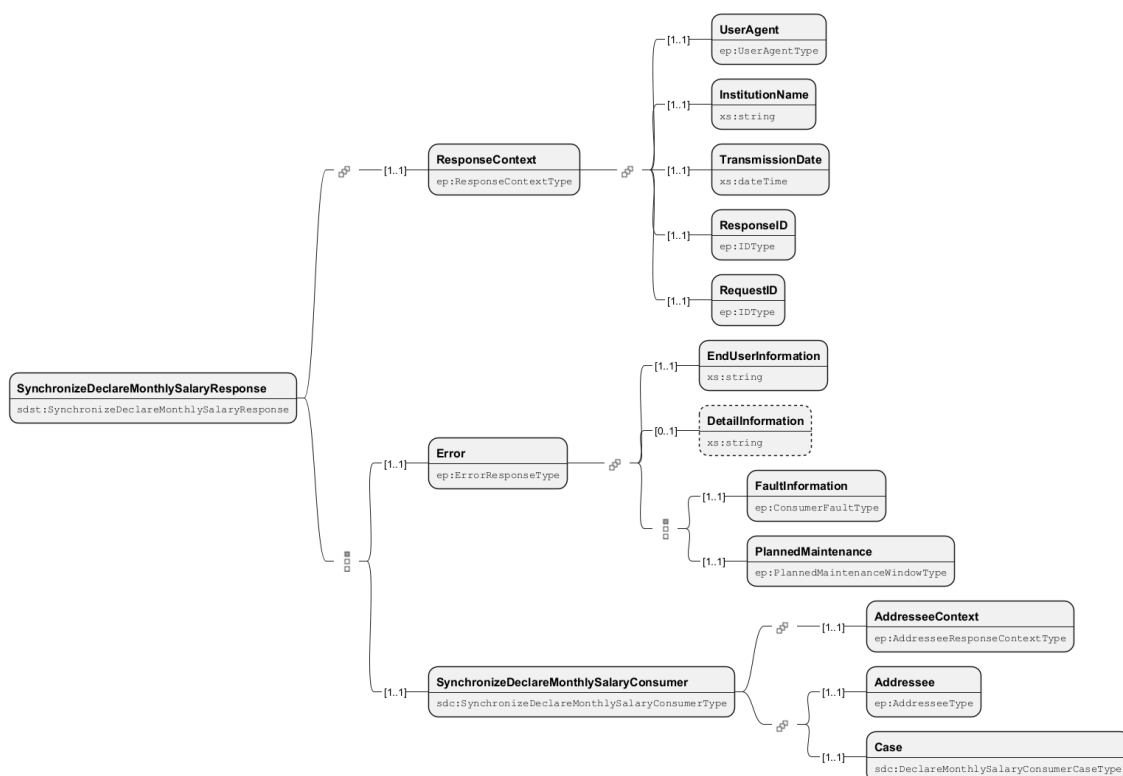 UserAgent
ep:UserAgentType
[1..1]
InstitutionName
xs:string
[1..1]
ResponseContext
ep:ResponseContextType
[1..1]
TransmissionDate
xs:dateTime
[1..1]
ResponseID
ep:IDType
[1..1]
RequestID
ep:IDType
[1..1]
SynchronizeDeclareMonthlySalaryResponse
sdst:SynchronizeDeclareMonthlySalaryResponse
EndUserInformation
xs:string
[1..1]
DetailInformation
xs:string
[0..1]
Error
ep:ErrorResponseType
[1..1]
FaultInformation
ep:ConsumerFaultType
[1..1]
PlannedMaintenance
ep:PlannedMaintenanceWindowType
[1..1]
AddresseeContext
ep:AddresseeResponseContextType
[1..1]
SynchronizeDeclareMonthlySalaryConsumer
sdc:SynchronizeDeclareMonthlySalaryConsumerType
[1..1]
Addressee
ep:AddresseeType
[1..1]
Case
sdc:DeclareMonthlySalaryConsumerCaseType
[1..1]